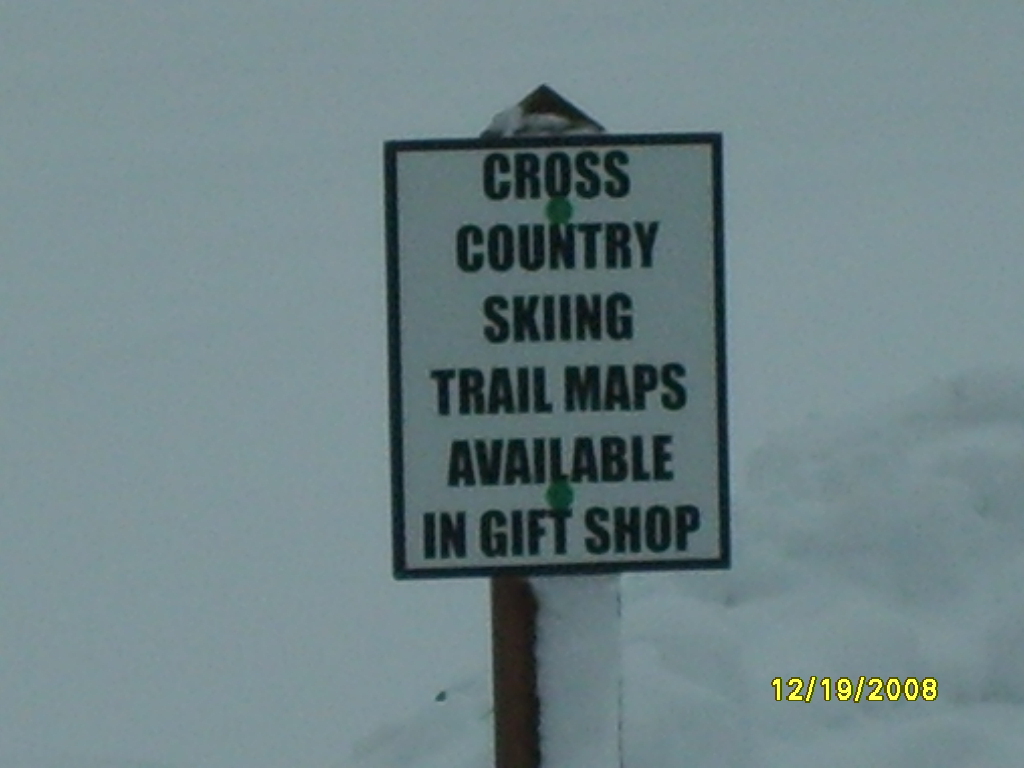 CROSS
COUNTRY
SKIING
TRAIL MAPS
AVAILABLE
IN GIFT SHOP
12/19/2008